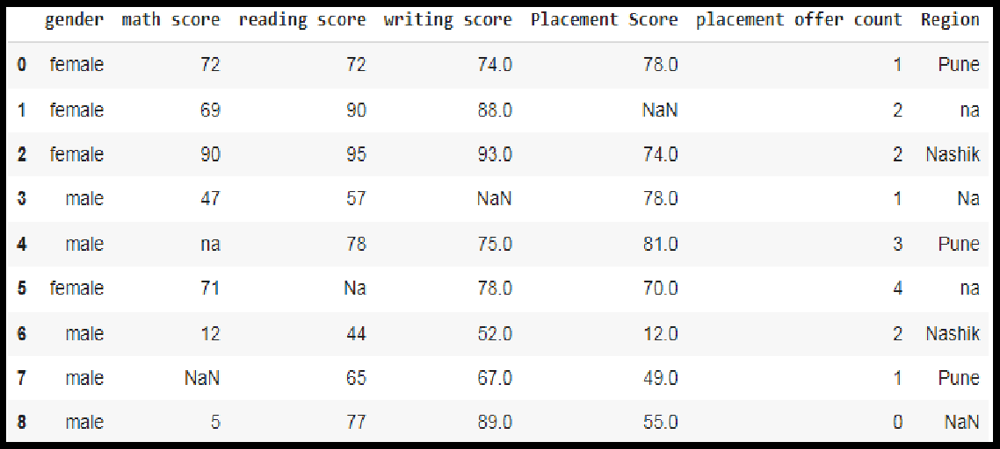 gender math score reading score writing score Placement Score placement offer count Region
0 female 72 72 74.0 78.0 1 Pune
1 female 69 90 88.0 NaN 2 na
2 female 90 95 93.0 74.0 2 Nashik
3 male 47 57 NaN 78.0 1 Na
4 male na 78 75.0 81.0 3 Pune
5 female 71 Na 78.0 70.0 4 na
6 male 12 44 52.0 12.0 2 Nashik
7 male NaN 65 67.0 49.0 1 Pune
8 male 5 77 89.0 55.0 0 NaN